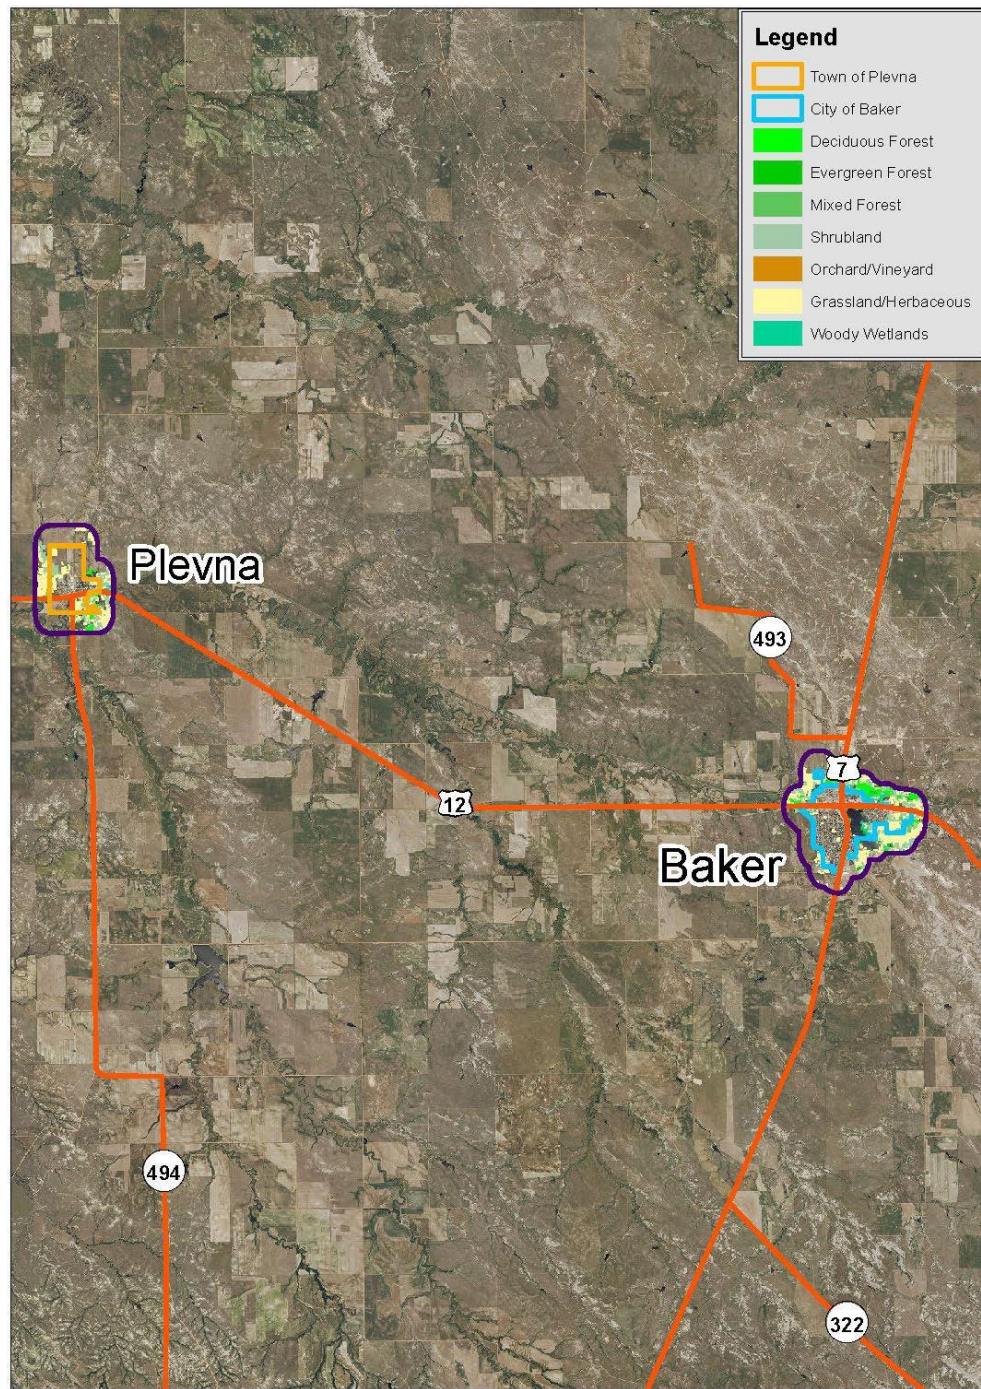 Legend
Town of Plevna
City of Baker
Deciduous Forest
Evergreen Forest
Mixed Forest
Shrubland
Orchard/Vineyard
Grassland/Herbaceous
Woody Wetlands
Plevna
493
7
12
Baker
494
322